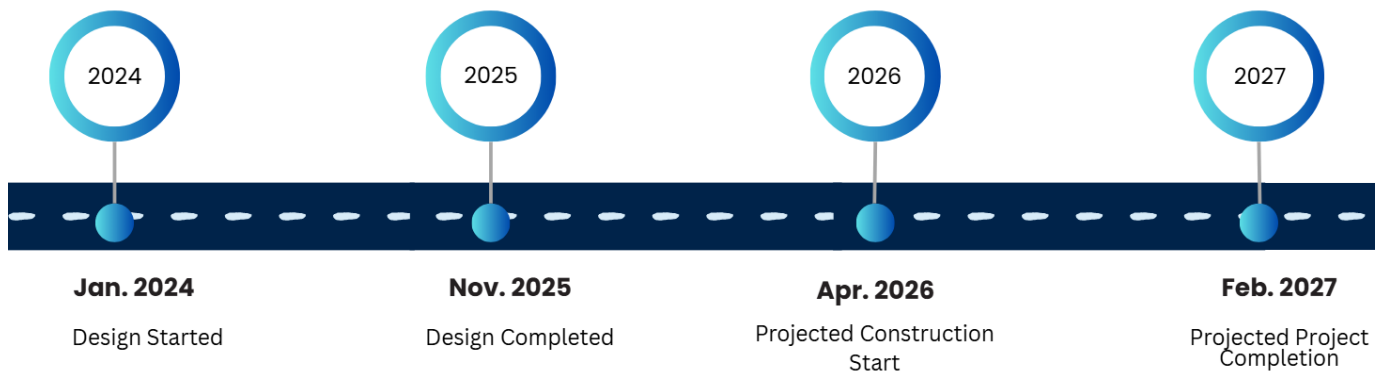 2024
2025
2026
2027
Jan. 2024
Nov. 2025
Apr. 2026
Feb. 2027
Design Started
Design Completed
Projected Construction
Start
Projected Project
Completion